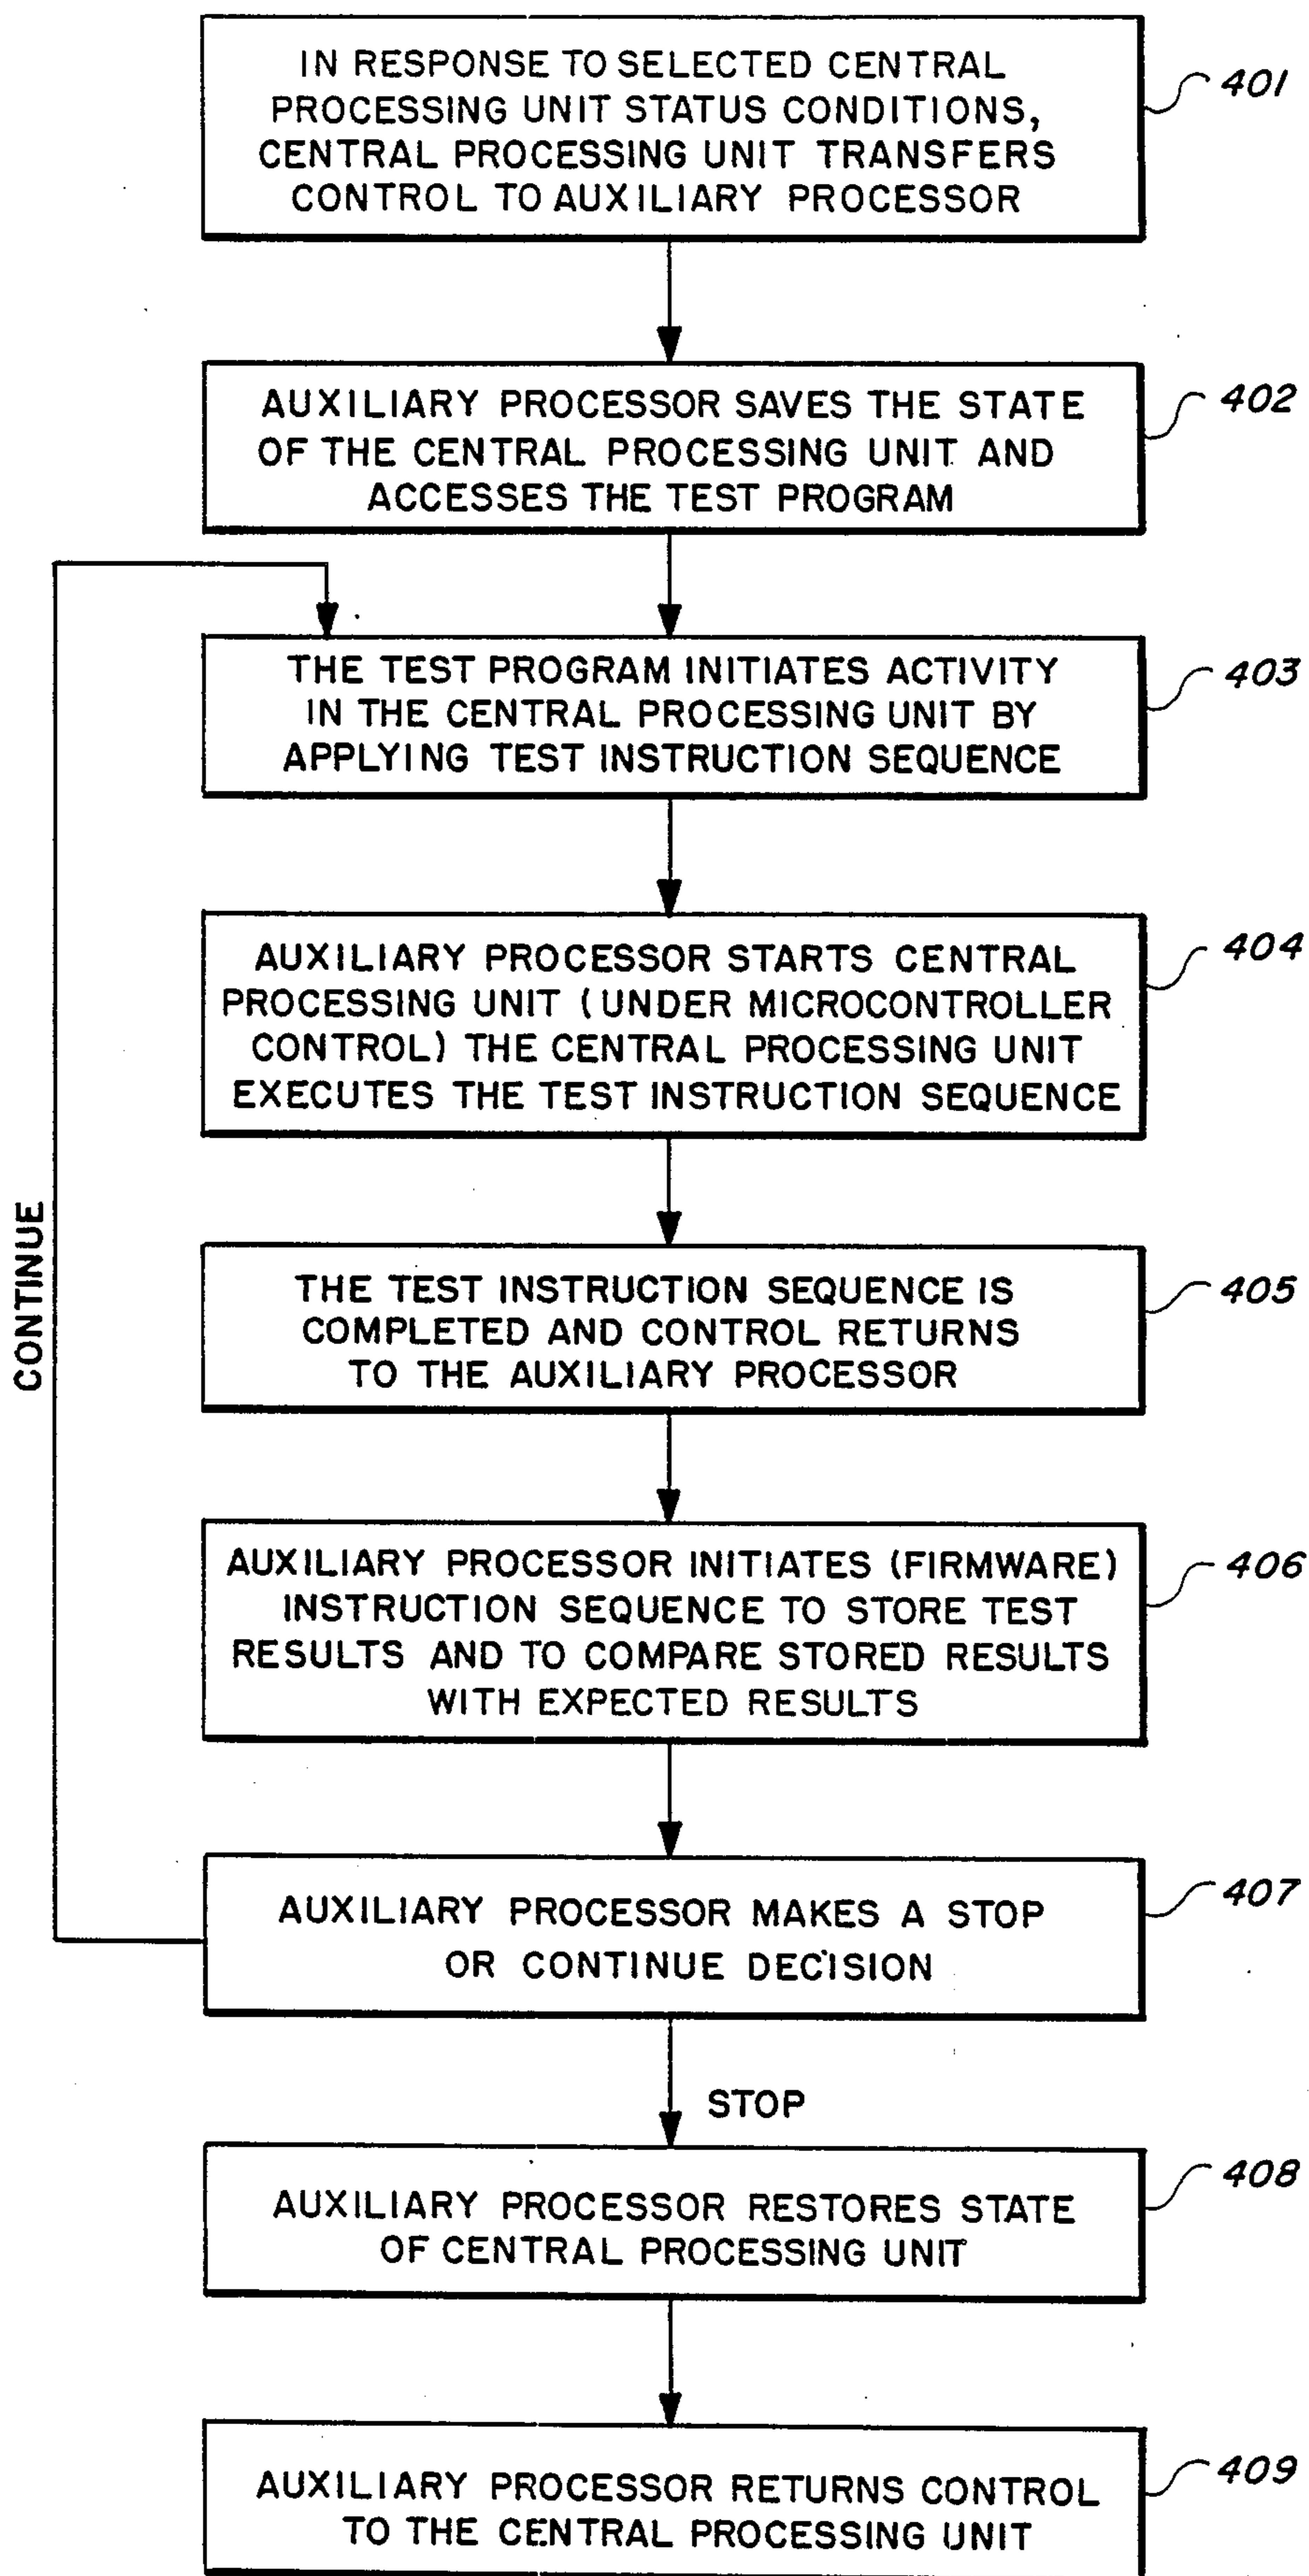 IN RESPONSE TO SELECTED CENTRAL
PROCESSING UNIT STATUS CONDITIONS,
CENTRAL PROCESSING UNIT TRANSFERS
CONTROL TO AUXILIARY PROCESSOR
401
AUXILIARY PROCESSOR SAVES THE STATE
OF THE CENTRAL PROCESSING UNIT AND
ACCESSES THE TEST PROGRAM
402
THE TEST PROGRAM INITIATES ACTIVITY
IN THE CENTRAL PROCESSING UNIT BY
APPLYING TEST INSTRUCTION SEQUENCE
403
AUXILIARY PROCESSOR STARTS CENTRAL
PROCESSING UNIT (UNDER MICROCONTROLLER
CONTROL) THE CENTRAL PROCESSING UNIT
EXECUTES THE TEST INSTRUCTION SEQUENCE
404
CONTINUE
THE TEST INSTRUCTION SEQUENCE IS
COMPLETED AND CONTROL RETURNS
TO THE AUXILIARY PROCESSOR
405
AUXILIARY PROCESSOR INITIATES (FIRMWARE)
INSTRUCTION SEQUENCE TO STORE TEST
RESULTS AND TO COMPARE STORED RESULTS
WITH EXPECTED RESULTS
406
AUXILIARY PROCESSOR MAKES A STOP
OR CONTINUE DECISION
407
STOP
AUXILIARY PROCESSOR RESTORES STATE
OF CENTRAL PROCESSING UNIT
408
AUXILIARY PROCESSOR RETURNS CONTROL
TO THE CENTRAL PROCESSING UNIT
409